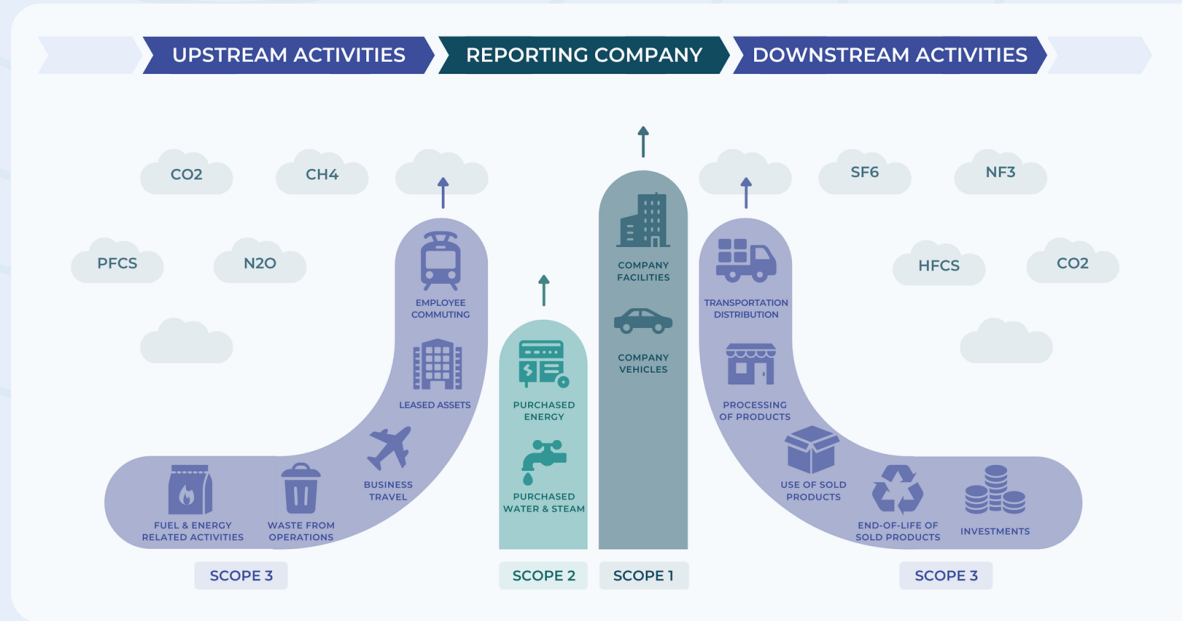 UPSTREAM ACTIVITIES
REPORTING COMPANY
DOWNSTREAM ACTIVITIES
CO2
CH4
SF6
NF3
PFCS
N2O
HFCS
CO2
EMPLOYEE
COMMUTING
LEASED ASSETS
BUSINESS
TRAVEL
FUEL & ENERGY
RELATED ACTIVITIES
WASTE FROM
OPERATIONS
PURCHASED
ENERGY
PURCHASED
WATER & STEAM
COMPANY
FACILITIES
COMPANY
VEHICLES
TRANSPORTATION
DISTRIBUTION
PROCESSING
OF PRODUCTS
USE OF SOLD
PRODUCTS
END-OF-LIFE OF
SOLD PRODUCTS
INVESTMENTS
SCOPE 3
SCOPE 2
SCOPE 1
SCOPE 3